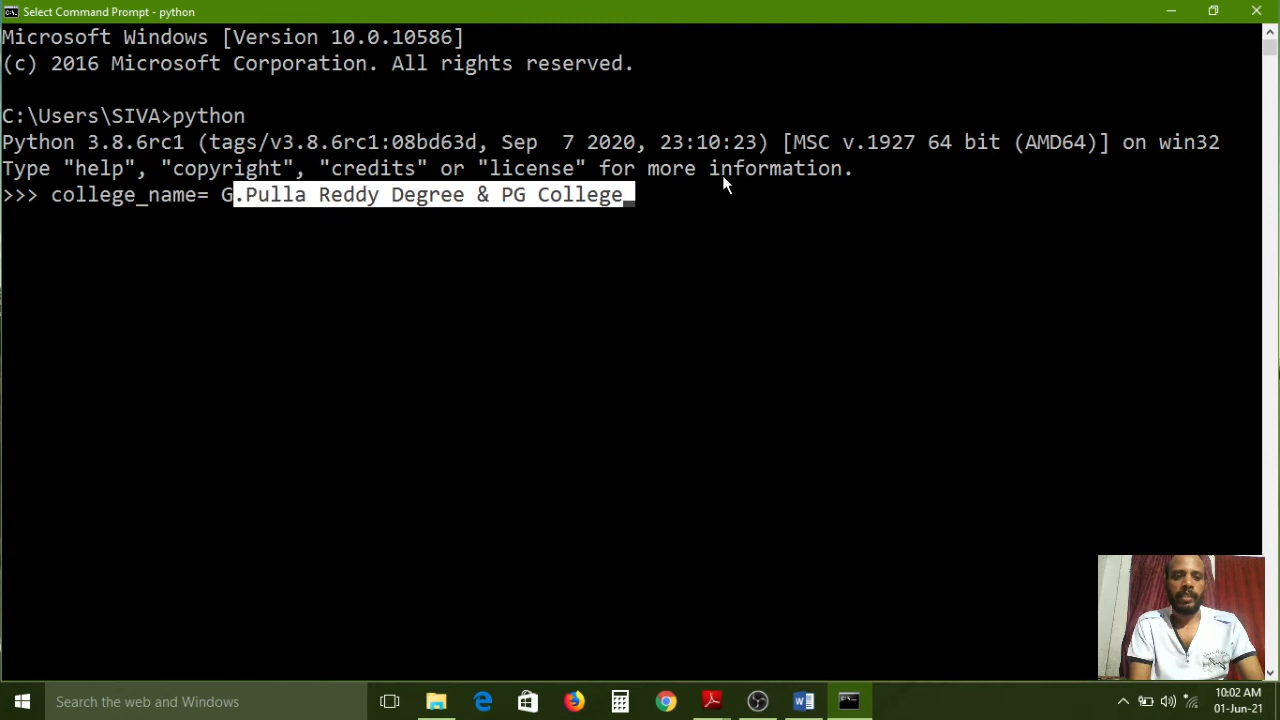 Select Command Prompt - python
Microsoft Windows [Version 10.0.10586]
(c) 2016 Microsoft Corporation. All rights reserved.
C:\Users\SIVA>python
Python 3.8.6rc1 (tags/v3.8.6rc1:08bd63d, Sep  7 2020, 23:10:23) [MSC v.1927 64 bit (AMD64)] on win32
Type "help", "copyright", "credits" or "license" for more information.
>>> college_name= G.Pulla Reddy Degree & PG College_
Search the web and Windows
10:02 AM
01-Jun-21